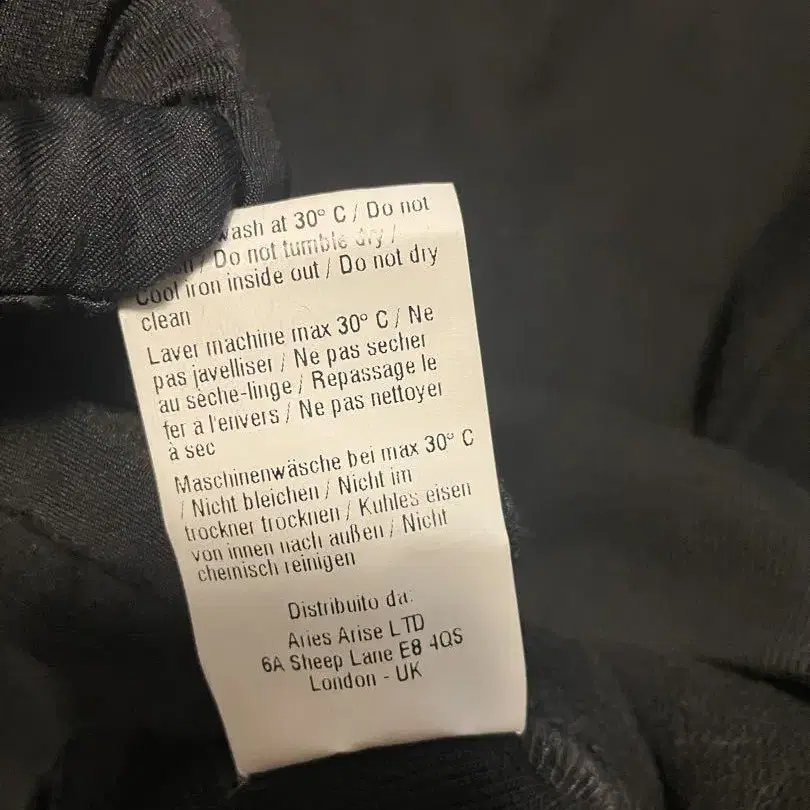 wash at 30° C / Do not
/ Do not tumble dry /
Cool iron inside out / Do not dry
clean
Laver machine max 30° C / Ne
pas javelliser / Ne pas secher
au sèche-linge / Repassage le
fer a l'envers / Ne pas nettoyer
à sec
Maschinenwäsche bei max 30° C
/ Nicht bleichen / Nicht im
trockner trocknen / Kuhles eisen
von innen nach außen / Nicht
chemisch reinigen
Distribuito da:
Aries Arise LTD
6A Sheep Lane E8 4QS
London - UK